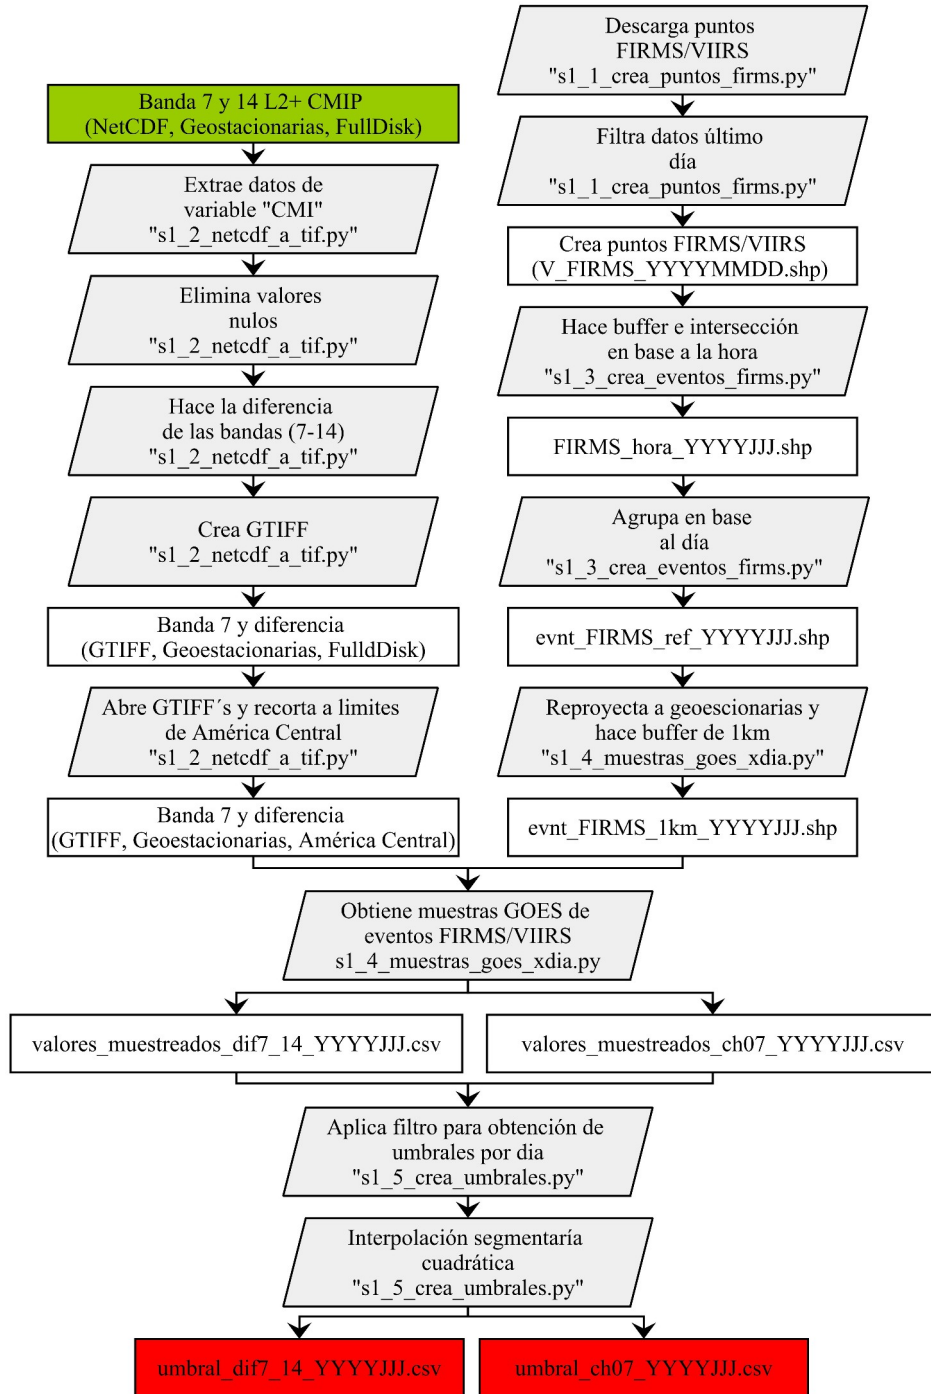 Descarga puntos
FIRMS/VIIRS
"s1_1_crea_puntos_firms.py"
Filtra datos último
día
"s1_1_crea_puntos_firms.py"
Crea puntos FIRMS/VIIRS
(V_FIRMS_YYYYMMDD.shp)
Hace buffer e intersección
en base a la hora
"s1_3_crea_eventos_firms.py"
FIRMS_hora_YYYYJJJ.shp
Agrupa en base
al día
"s1_3_crea_eventos_firms.py"
evnt_FIRMS_ref_YYYYJJJ.shp
Reproyecta a geoescionarias y
hace buffer de 1km
"s1_4_muestras_goes_xdia.py"
evnt_FIRMS_1km_YYYYJJJ.shp
Banda 7 y 14 L2+ CMIP
(NetCDF, Geostacionarias, FullDisk)
Extrae datos de
variable "CMI"
"s1_2_netcdf_a_tif.py"
Elimina valores
nulos
"s1_2_netcdf_a_tif.py"
Hace la diferencia
de las bandas (7-14)
"s1_2_netcdf_a_tif.py"
Crea GTIFF
"s1_2_netcdf_a_tif.py"
Banda 7 y diferencia
(GTIFF, Geoestacionarias, FulldDisk)
Abre GTIFF´s y recorta a limites
de América Central
"s1_2_netcdf_a_tif.py"
Banda 7 y diferencia
(GTIFF, Geoestacionarias, América Central)
Obtiene muestras GOES de
eventos FIRMS/VIIRS
s1_4_muestras_goes_xdia.py
valores_muestreados_dif7_14_YYYYJJJ.csv
valores_muestreados_ch07_YYYYJJJ.csv
Aplica filtro para obtención de
umbrales por dia
"s1_5_crea_umbrales.py"
Interpolación segmentaría
cuadrática
"s1_5_crea_umbrales.py"
umbral_dif7_14_YYYYJJJ.csv
umbral_ch07_YYYYJJJ.csv